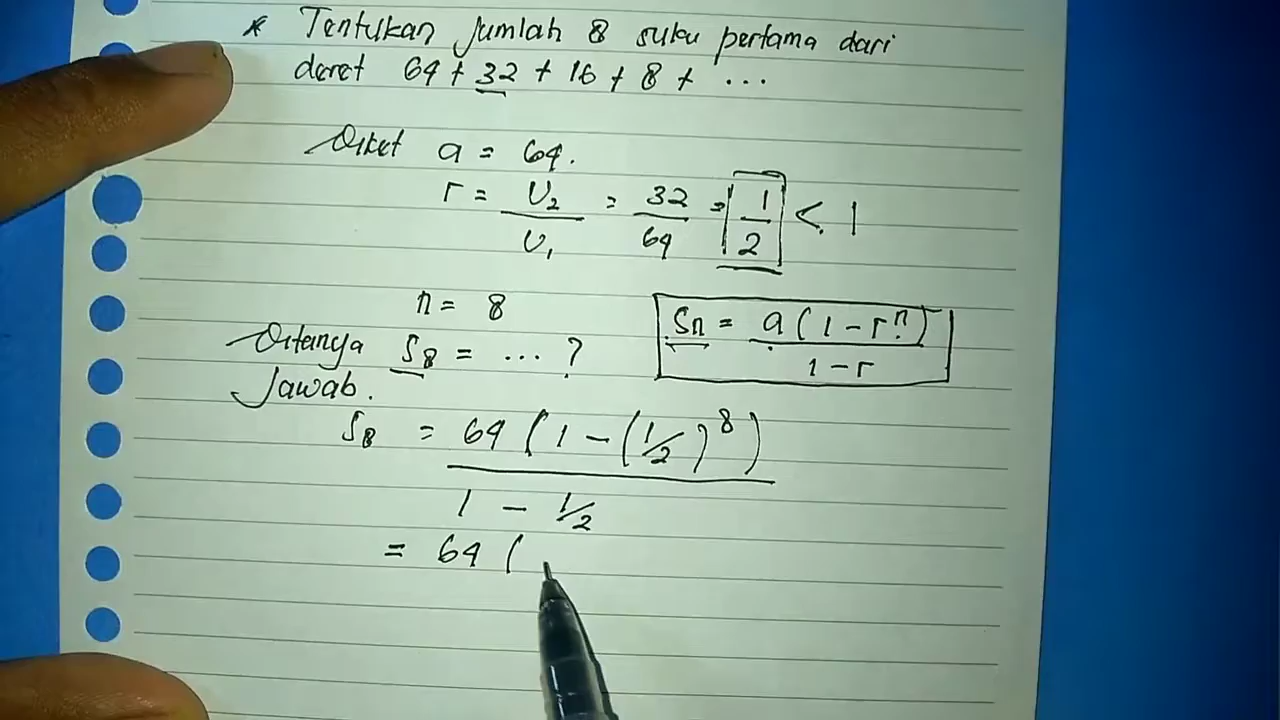 * Tentukan Jumlah 8 suku pertama dari
deret 64 + 32 + 16 + 8 + ...
Diket a = 64.
r = U₂/U₁ = 32/64 = 1/2 < 1
n = 8
Sn = a(1 - rⁿ)/1 - r
Ditanya S₈ = ... ?
Jawab.
S₈ = 64 (1 - (1/2)⁸)
1 - 1/2
= 64 (